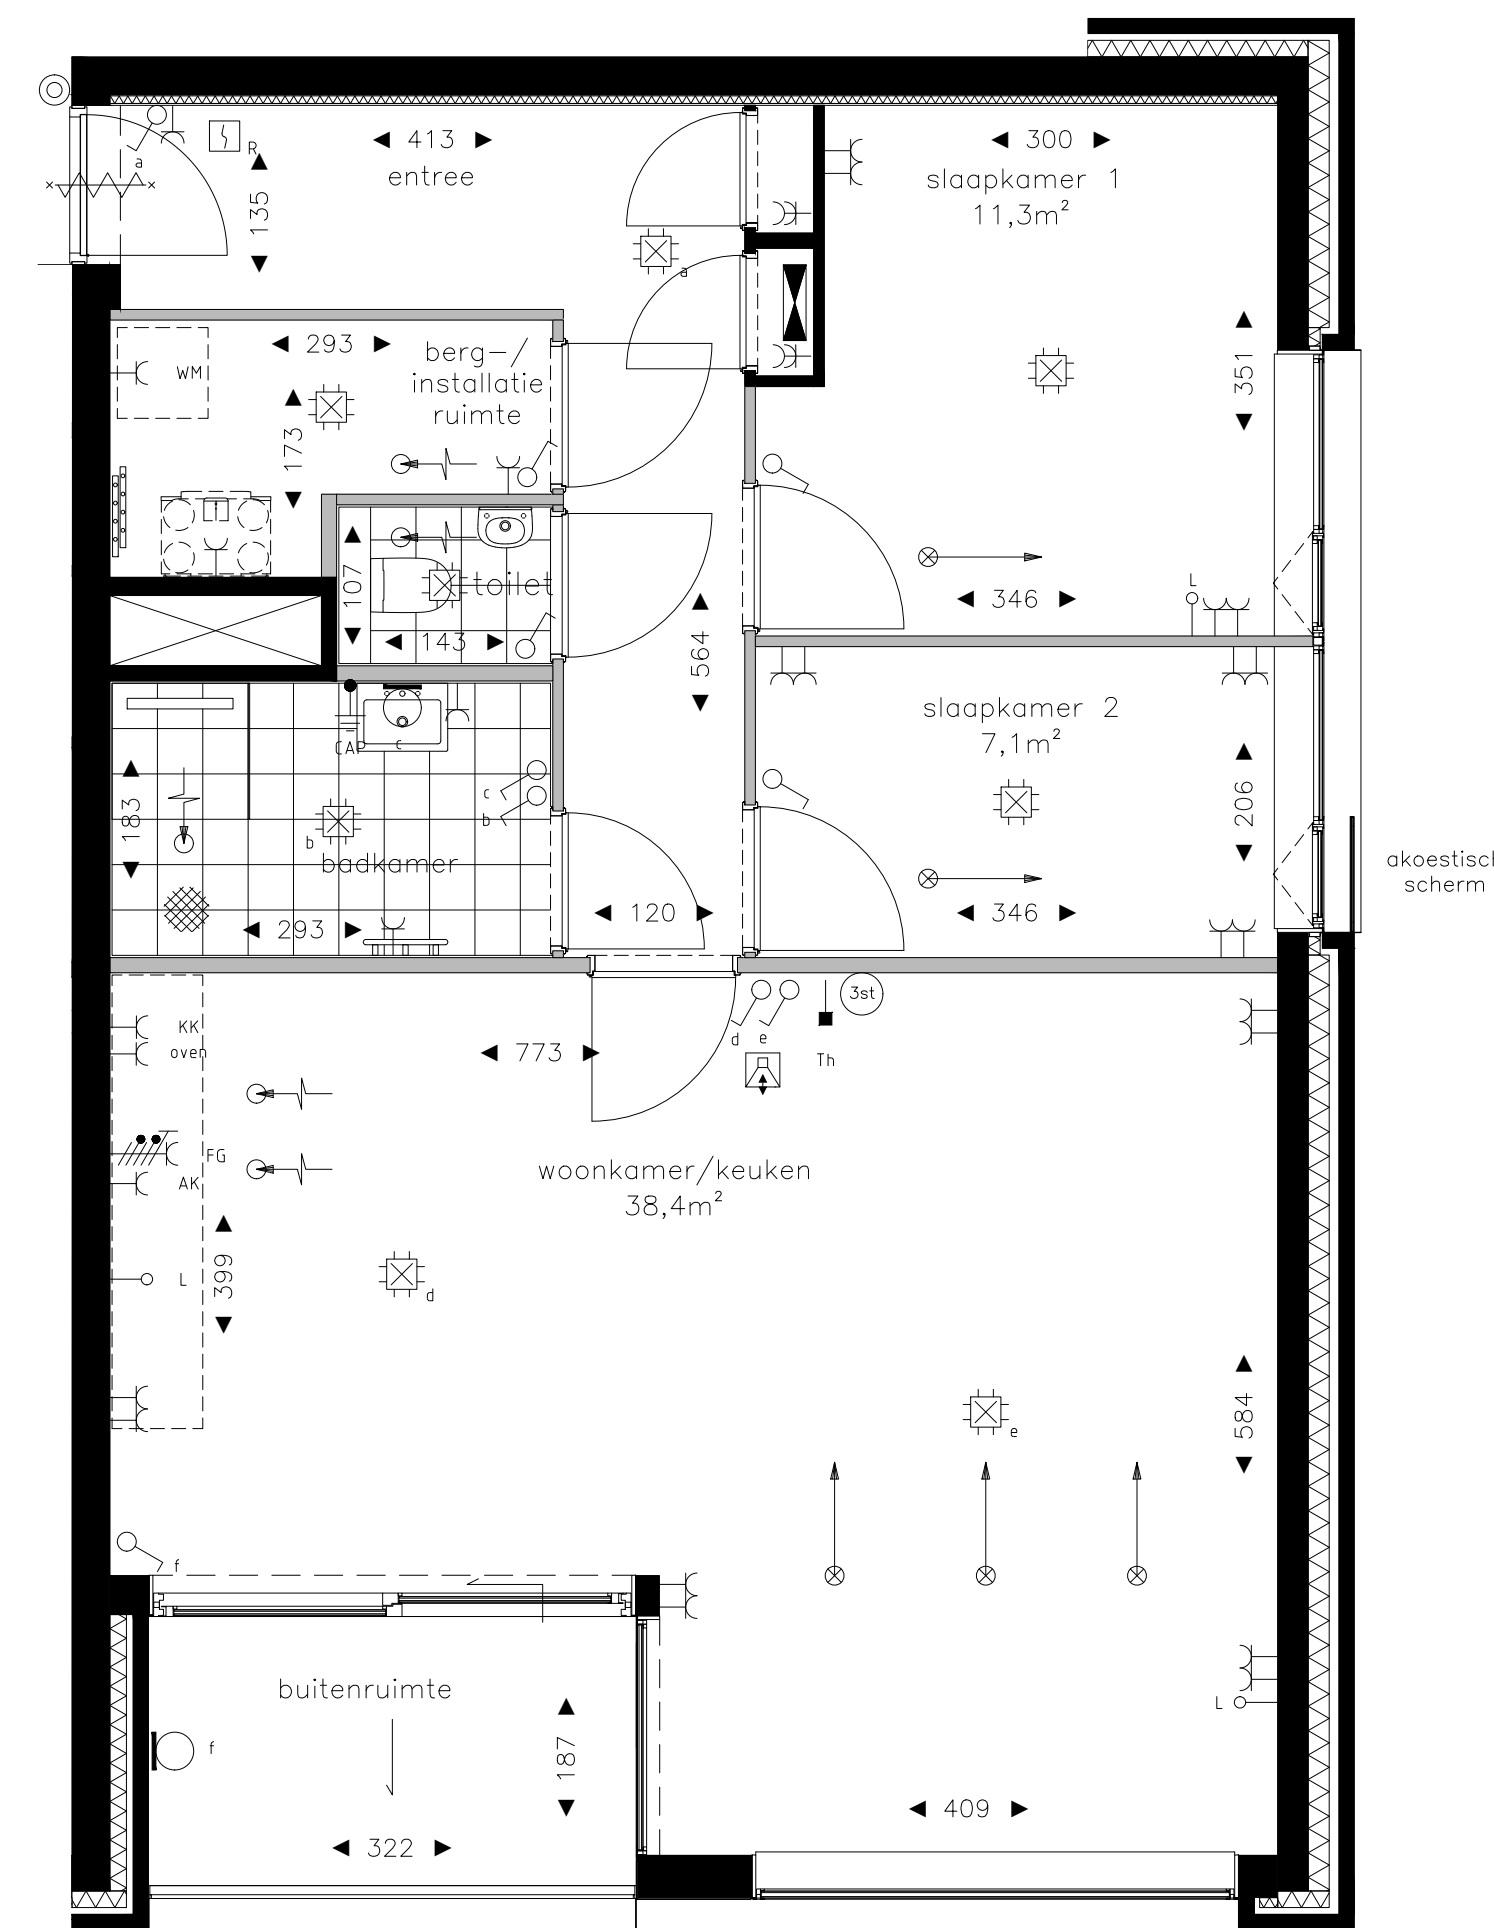 413
entree
300
slaapkamer 1
11,3m²
R
a
135
a
293
berg-/
installatie
ruimte
WM
173
351
346
L
toilet
107
143
564
slaapkamer 2
7,1m²
206
346
CAP
c
c
b
183
b
badkamer
293
120
akoestisch
scherm
3st
d
e
Th
KK
oven
773
FG
AK
woonkamer/keuken
38,4m²
399
L
d
584
e
f
buitenruimte
f
187
L
322
409